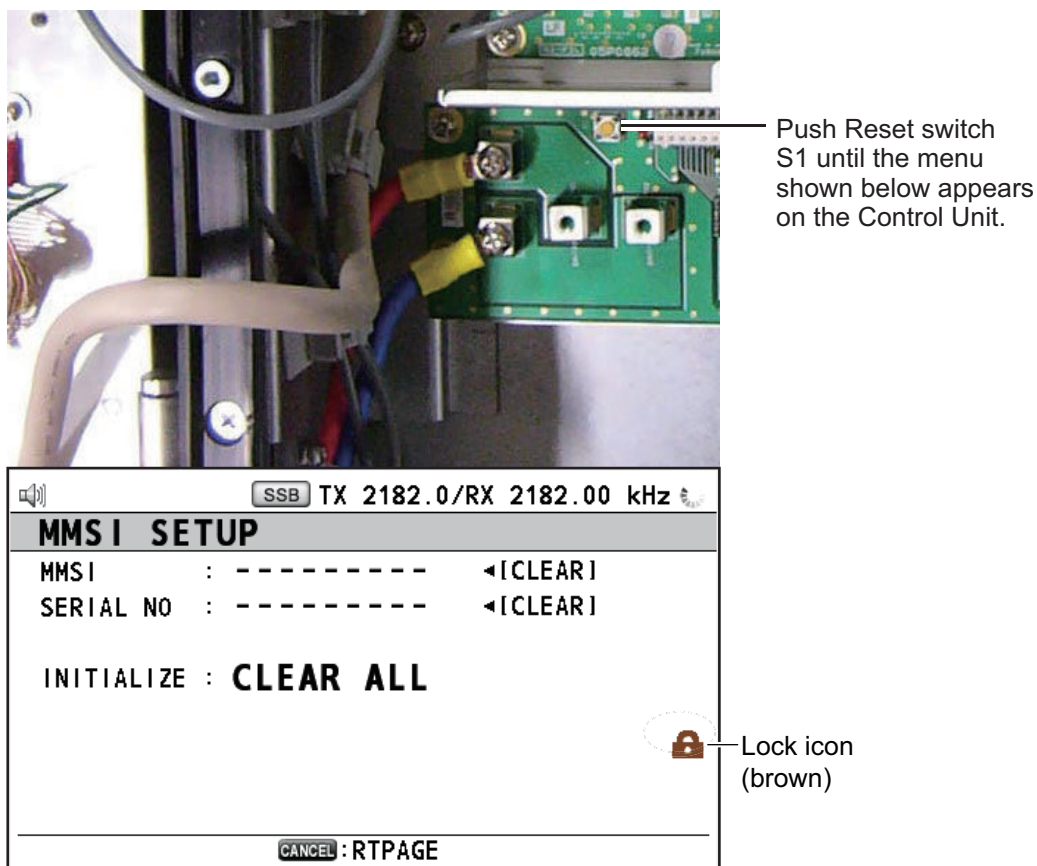 05P0662
Push Reset switch
S1 until the menu
shown below appears
on the Control Unit.
SSB TX 2182.0/RX 2182.00 kHz
MMSI SETUP
MMSI : --------- ◄[CLEAR]
SERIAL NO : --------- ◄[CLEAR]
INITIALIZE : CLEAR ALL
Lock icon
(brown)
CANCEL : RTPAGE